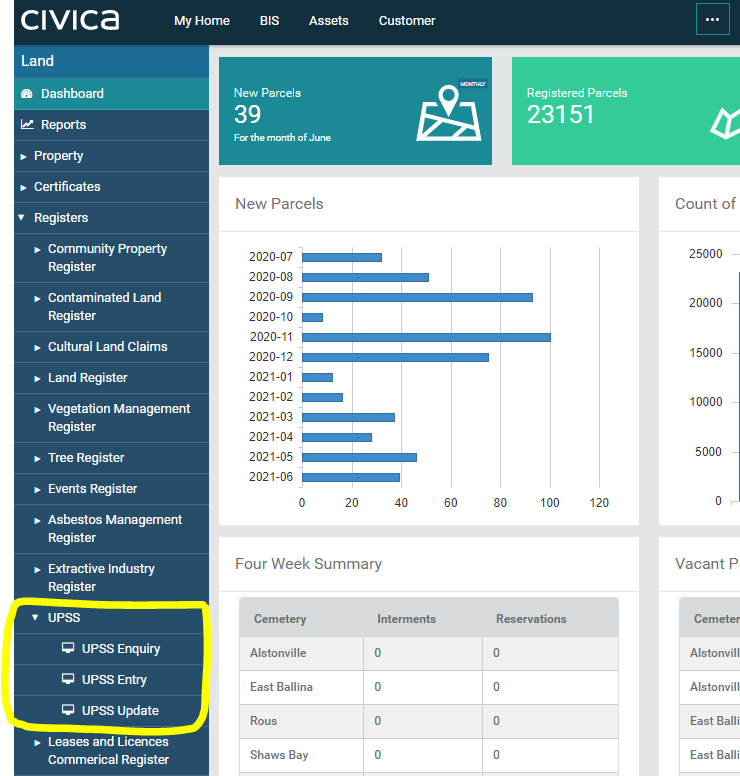 CIVICA
My Home BIS Assets Customer
Land
Dashboard
Reports
Property
Certificates
Registers
Community Property
Register
Contaminated Land
Register
Cultural Land Claims
Land Register
Vegetation Management
Register
Tree Register
Events Register
Asbestos Management
Register
Extractive Industry
Register
UPSS
UPSS Enquiry
UPSS Entry
UPSS Update
Leases and Licences
Commerical Register
New Parcels
39
For the month of June
MONTHLY
Registered Parcels
23151
New Parcels
2020-07
2020-08
2020-09
2020-10
2020-11
2020-12
2021-01
2021-02
2021-03
2021-04
2021-05
2021-06
0 20 40 60 80 100 120
Count of
25000
20000
15000
10000
5000
0
Four Week Summary
Cemetery Interments Reservations
Alstonville 0 0
East Ballina 0 0
Rous 0 0
Shaws Bay 0 0
Vacant P
Cemeter
Alstonvill
Alstonvill
East Balli
East Balli